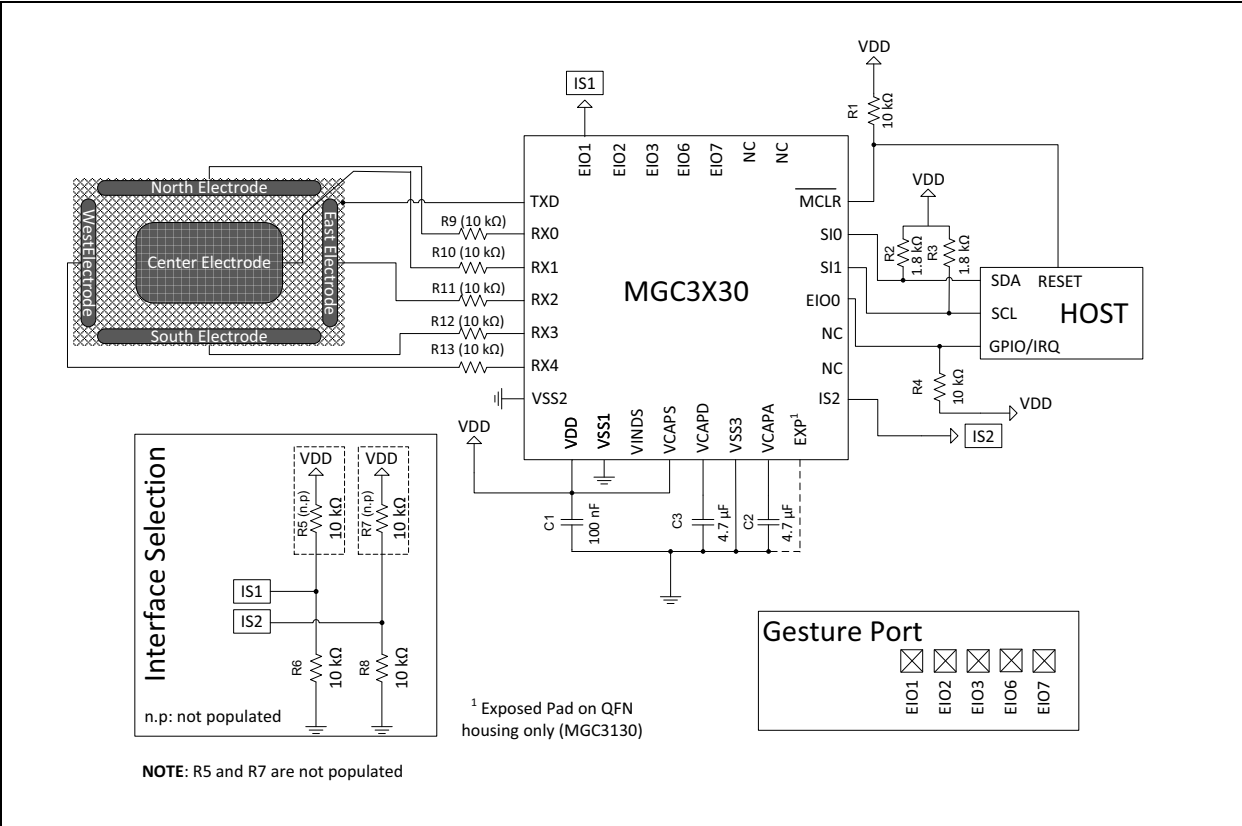 VDD
R1
10 kΩ
IS1
EIO1
EIO2
EIO3
EIO6
EIO7
NC
NC
North Electrode
WestElectrode
Center Electrode
East Electrode
South Electrode
R9 (10 kΩ)
R10 (10 kΩ)
R11 (10 kΩ)
R12 (10 kΩ)
R13 (10 kΩ)
TXD
RX0
RX1
RX2
RX3
RX4
VSS2
MGC3X30
MCLR
SI0
SI1
EIO0
NC
NC
IS2
VDD
R2
1.8 kΩ
R3
1.8 kΩ
SDA RESET
SCL
GPIO/IRQ
HOST
R4
10 kΩ
VDD
IS2
VDD
VDD
VSS1
VINDS
VCAPS
VCAPD
VSS3
VCAPA
EXP¹
C1
100 nF
C3
4.7 µF
C2
4.7 µF
Interface Selection
VDD
VDD
R5 (n.p)
10 kΩ
R7 (n.p)
10 kΩ
IS1
IS2
R6
10 kΩ
R8
10 kΩ
n.p: not populated
¹ Exposed Pad on QFN
housing only (MGC3130)
Gesture Port
EIO1
EIO2
EIO3
EIO6
EIO7
NOTE: R5 and R7 are not populated